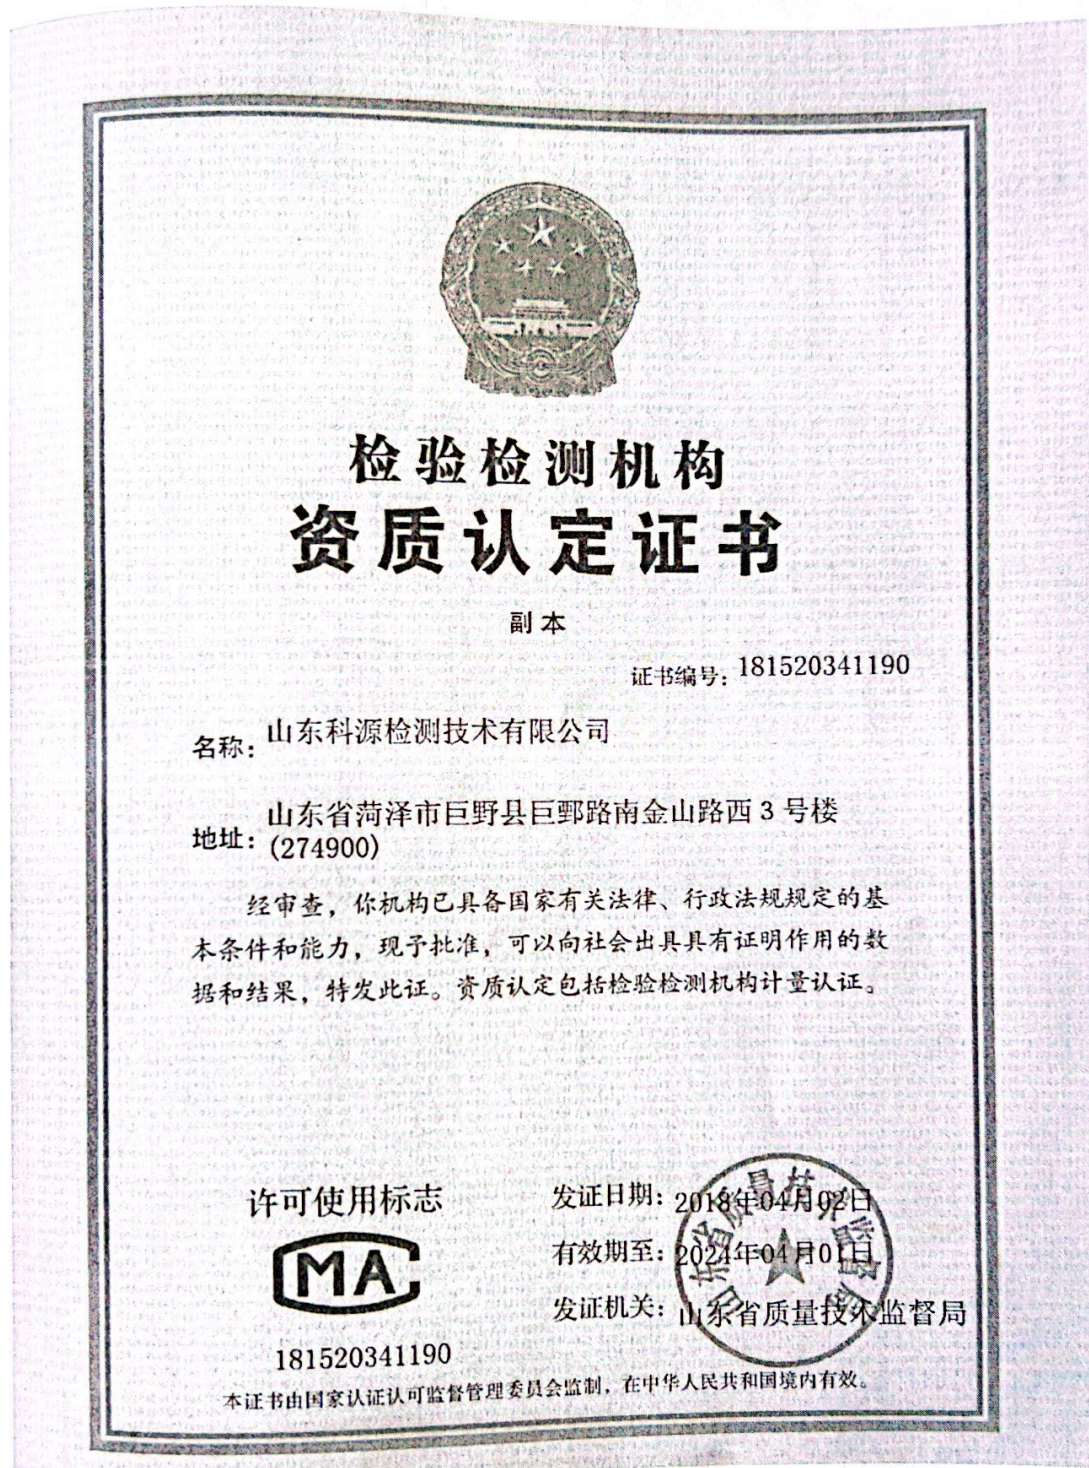 检验检测机构
资质认定证书
副本
证书编号：181520341190
名称：山东科源检测技术有限公司
地址：山东省菏泽市巨野县巨鄄路南金山路西 3 号楼
(274900)
经审查，你机构已具备国家有关法律、行政法规规定的基
本条件和能力，现予批准，可以向社会出具具有证明作用的数
据和结果，特发此证。资质认定包括检验检测机构计量认证。
许可使用标志
MA
181520341190
发证日期：2018年04月02日
有效期至：2024年04月01日
发证机关：山东省质量技术监督局
山东省质量技术监督局
本证书由国家认证认可监督管理委员会监制，在中华人民共和国境内有效。